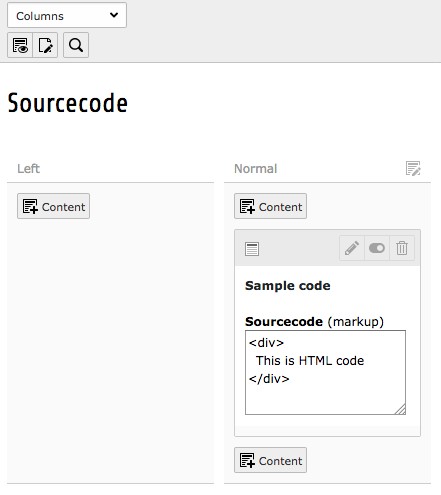 Columns
Sourcecode
Left
Normal
Content
Content
Sample code
Sourcecode (markup)
<div>
  This is HTML code
</div>
Content